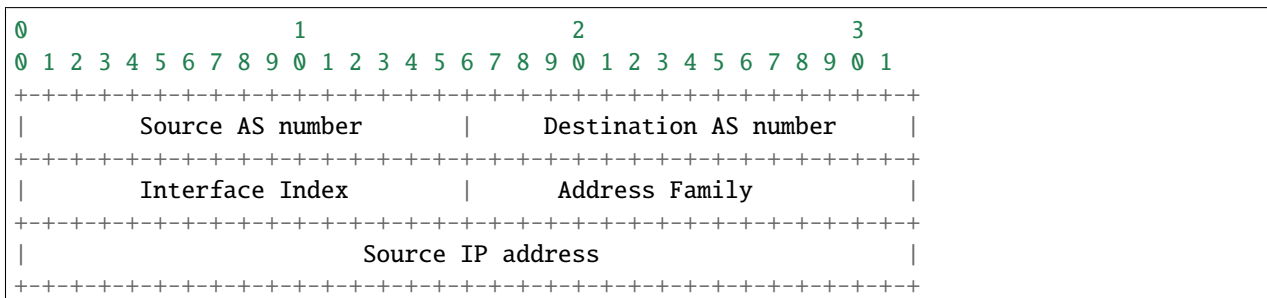 0                   1                   2                   3
0 1 2 3 4 5 6 7 8 9 0 1 2 3 4 5 6 7 8 9 0 1 2 3 4 5 6 7 8 9 0 1
+-+-+-+-+-+-+-+-+-+-+-+-+-+-+-+-+-+-+-+-+-+-+-+-+-+-+-+-+-+-+-+-+
|        Source AS number       |     Destination AS number     |
+-+-+-+-+-+-+-+-+-+-+-+-+-+-+-+-+-+-+-+-+-+-+-+-+-+-+-+-+-+-+-+-+
|        Interface Index        |      Address Family           |
+-+-+-+-+-+-+-+-+-+-+-+-+-+-+-+-+-+-+-+-+-+-+-+-+-+-+-+-+-+-+-+-+
|                        Source IP address                      |
+-+-+-+-+-+-+-+-+-+-+-+-+-+-+-+-+-+-+-+-+-+-+-+-+-+-+-+-+-+-+-+-+